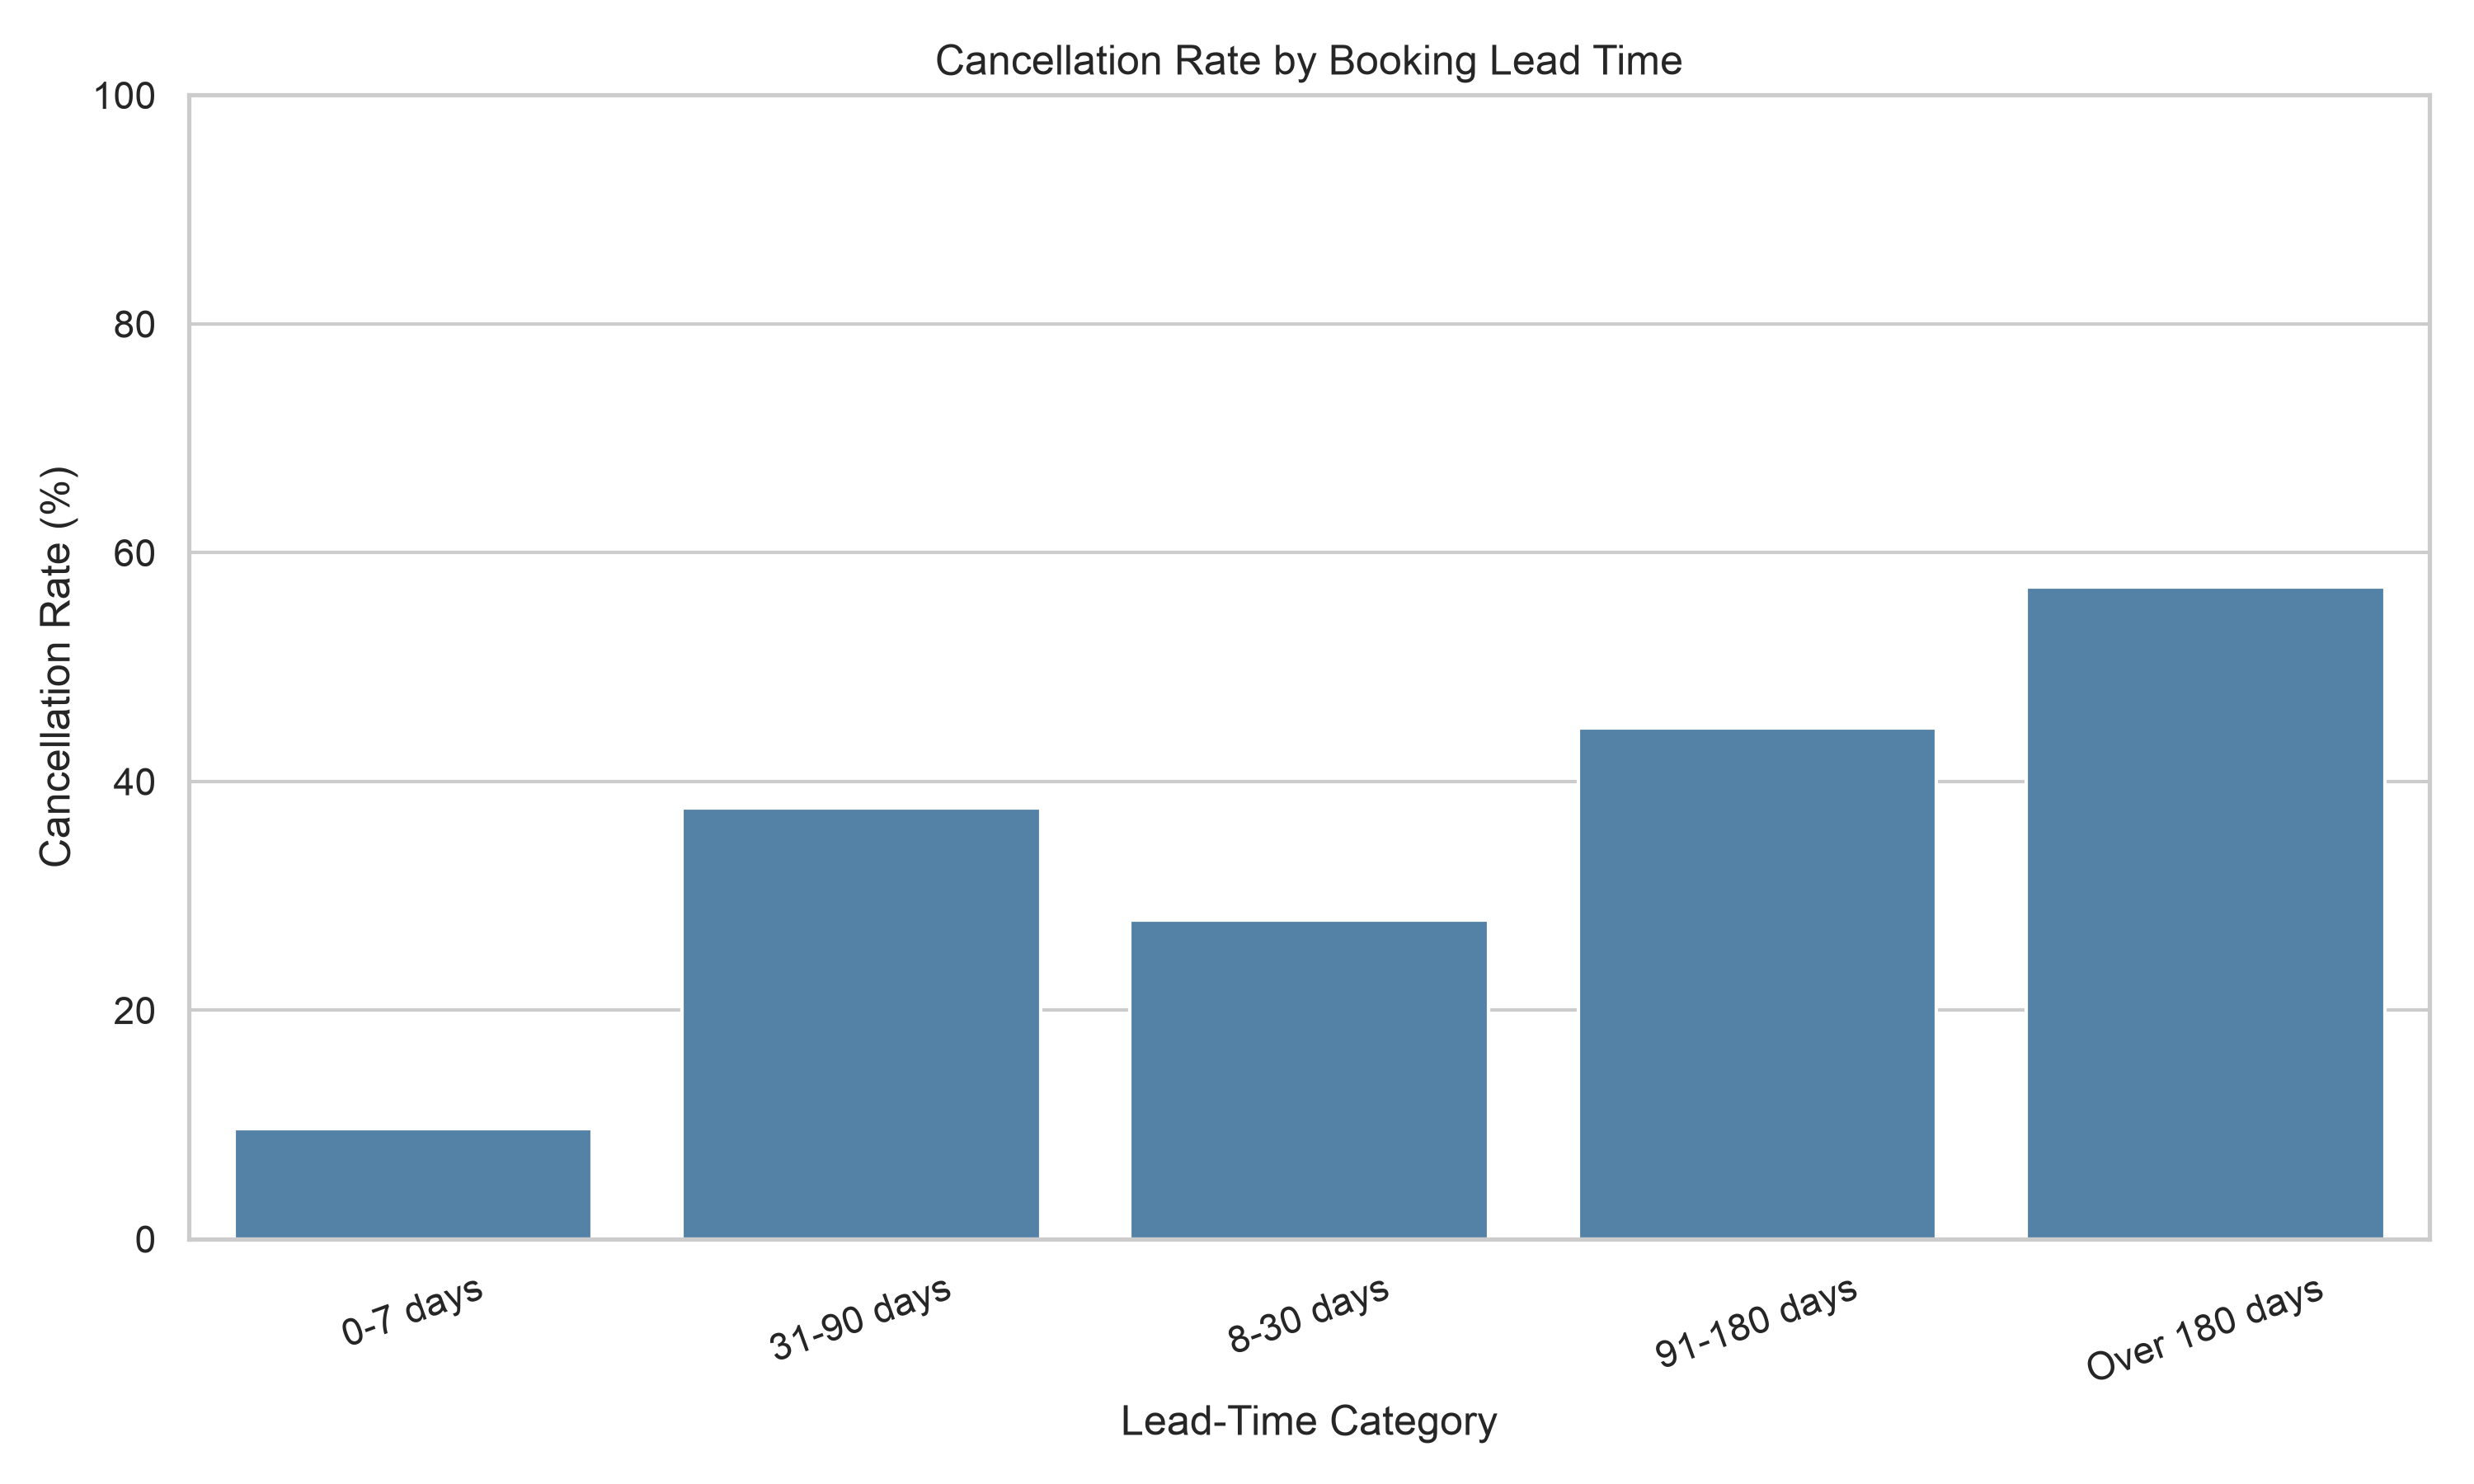 Cancellation Rate by Booking Lead Time
100
80
60
40
20
0
Cancellation Rate (%)
0-7 days
31-90 days
8-30 days
91-180 days
Over 180 days
Lead-Time Category